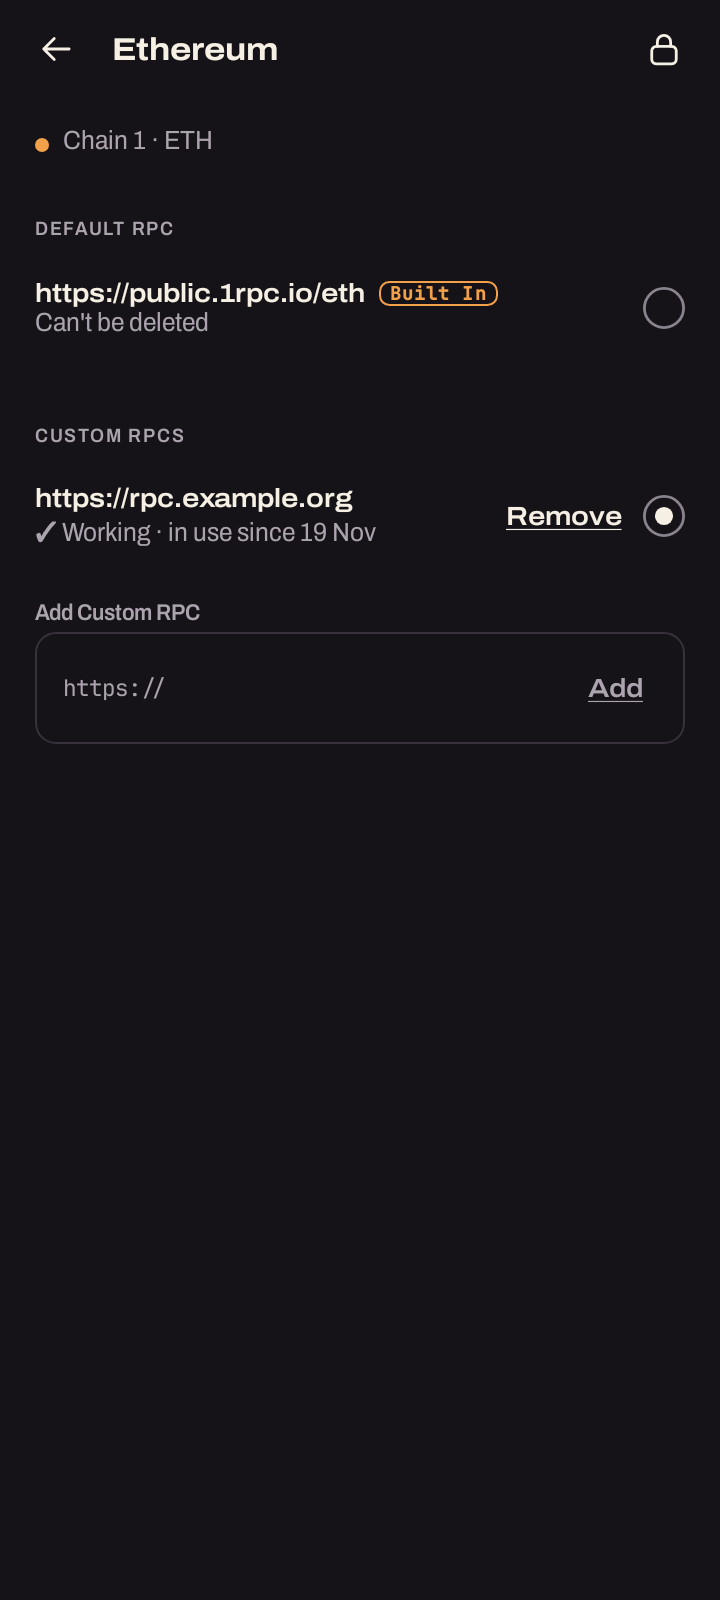 Ethereum
Chain 1 · ETH
DEFAULT RPC
https://public.1rpc.io/eth Built In
Can't be deleted
CUSTOM RPCS
https://rpc.example.org
✓ Working · in use since 19 Nov
Remove
Add Custom RPC
https:// Add